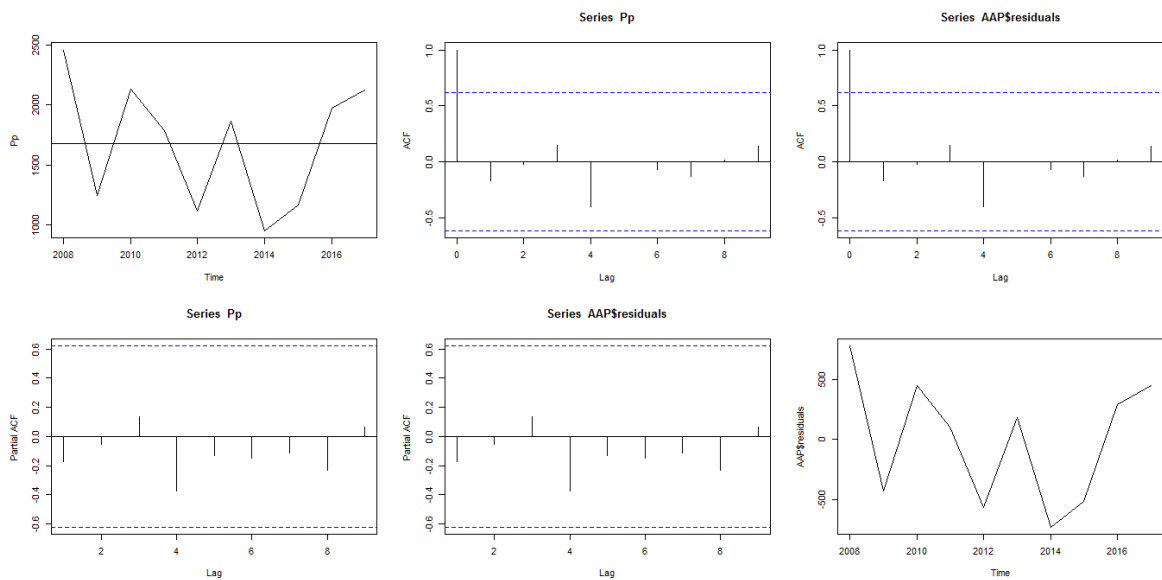 Series Pp
Series AAP$residuals
Pp
2500
2000
1500
1000
2008 2010 2012 2014 2016
Time
ACF
1.0
0.5
0.0
-0.5
0 2 4 6 8
Lag
ACF
1.0
0.5
0.0
-0.5
0 2 4 6 8
Lag
Series Pp
Series AAP$residuals
Partial ACF
0.6
0.4
0.2
0.0
-0.2
-0.4
-0.6
2 4 6 8
Lag
Partial ACF
0.6
0.4
0.2
0.0
-0.2
-0.4
-0.6
2 4 6 8
Lag
AAP$residuals
500
0
-500
2008 2010 2012 2014 2016
Time